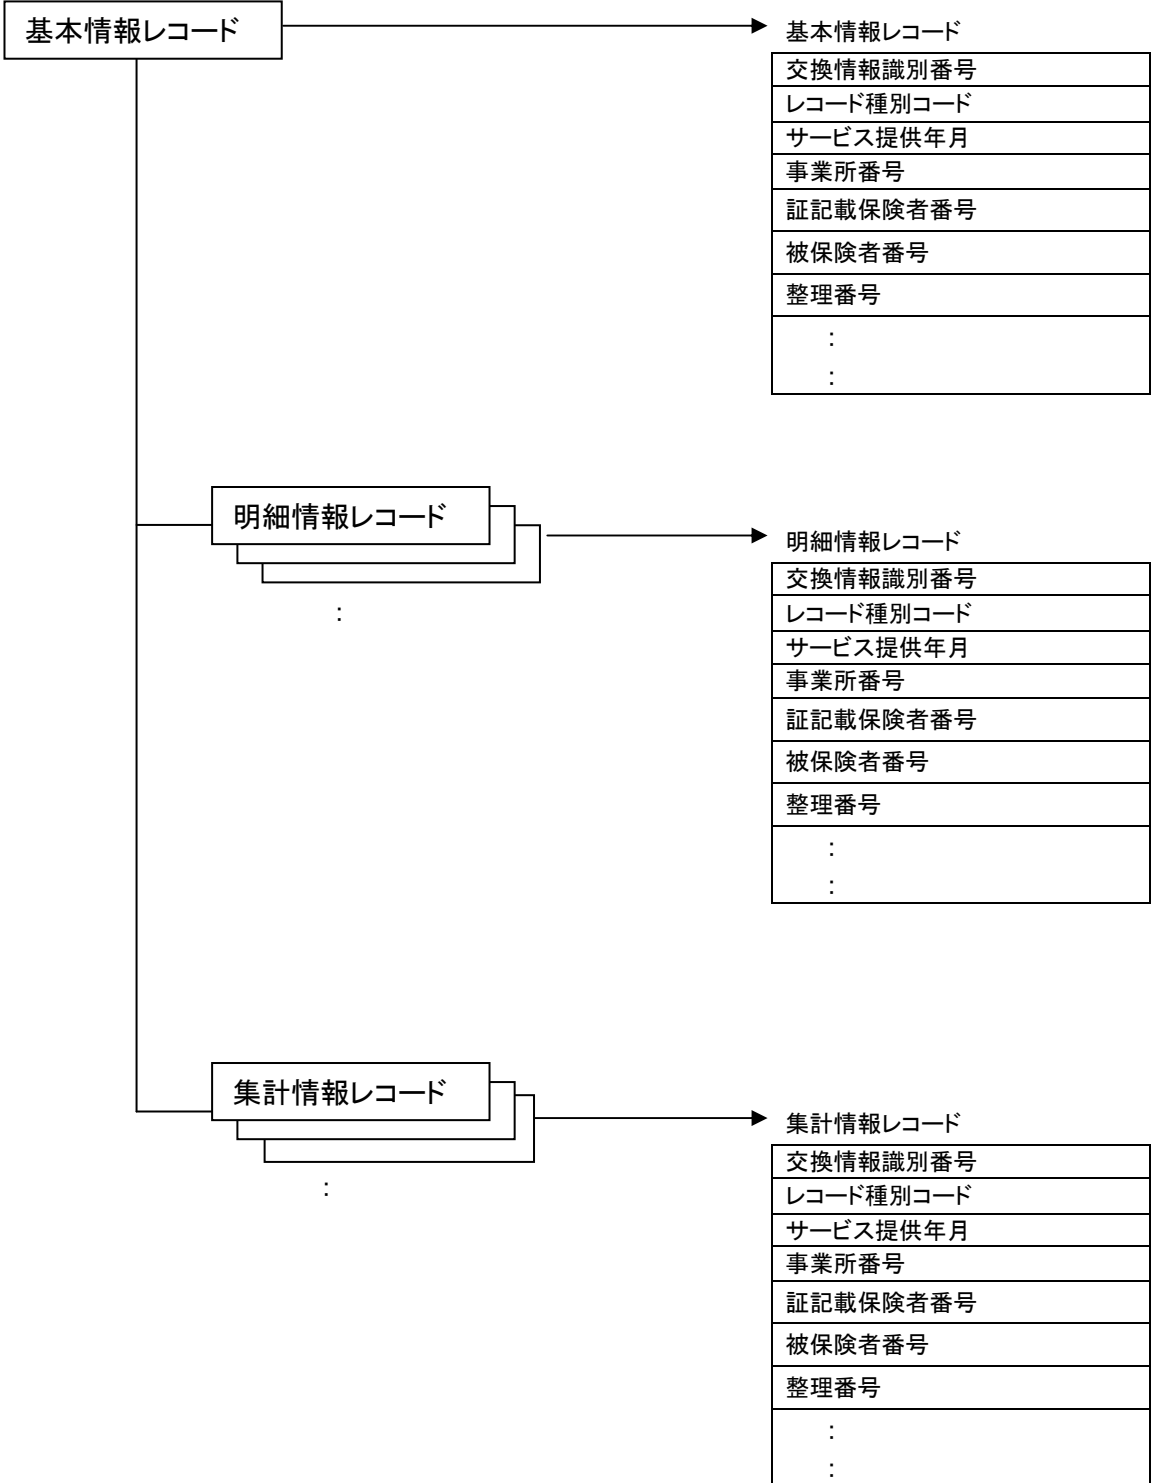 基本情報レコード
基本情報レコード
交換情報識別番号
レコード種別コード
サービス提供年月
事業所番号
証記載保険者番号
被保険者番号
整理番号
:
:
明細情報レコード
:
明細情報レコード
交換情報識別番号
レコード種別コード
サービス提供年月
事業所番号
証記載保険者番号
被保険者番号
整理番号
:
:
集計情報レコード
:
集計情報レコード
交換情報識別番号
レコード種別コード
サービス提供年月
事業所番号
証記載保険者番号
被保険者番号
整理番号
:
: